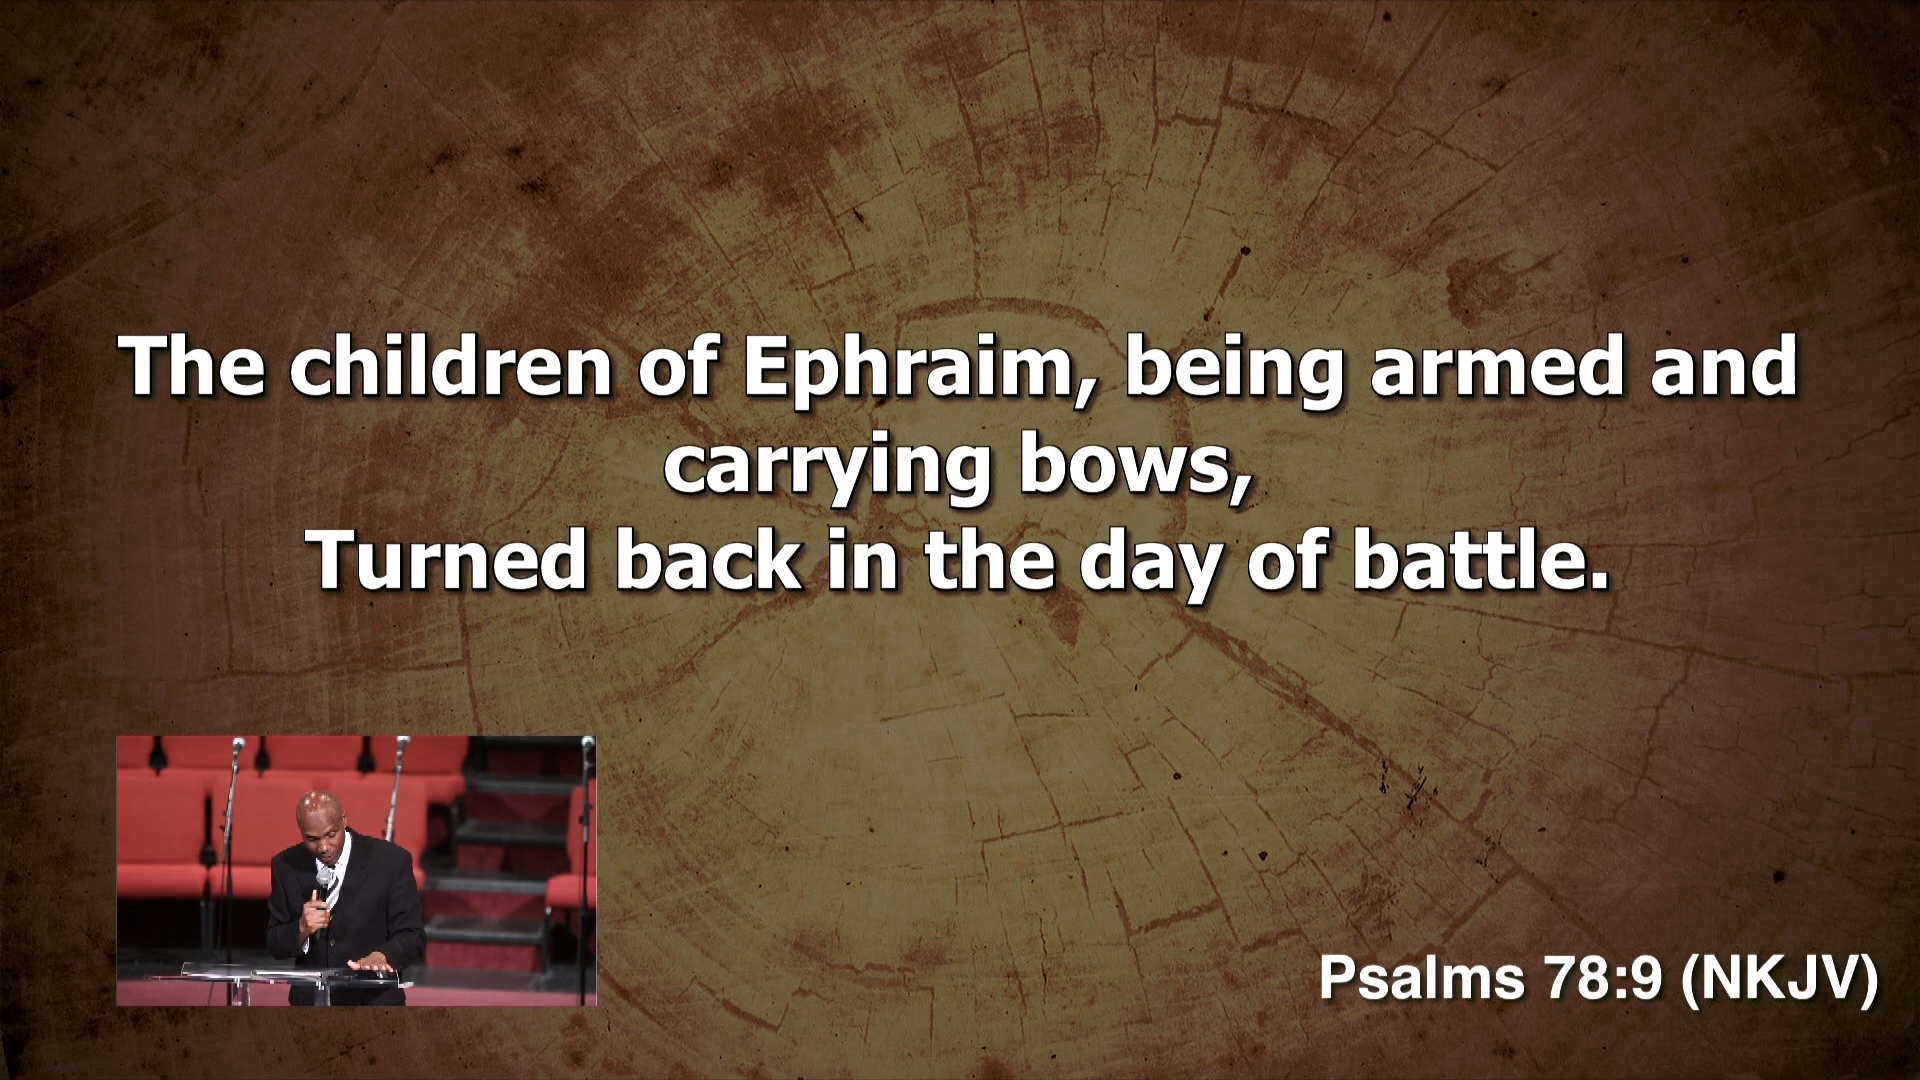 The children of Ephraim, being armed and
carrying bows,
Turned back in the day of battle.
Psalms 78:9 (NKJV)